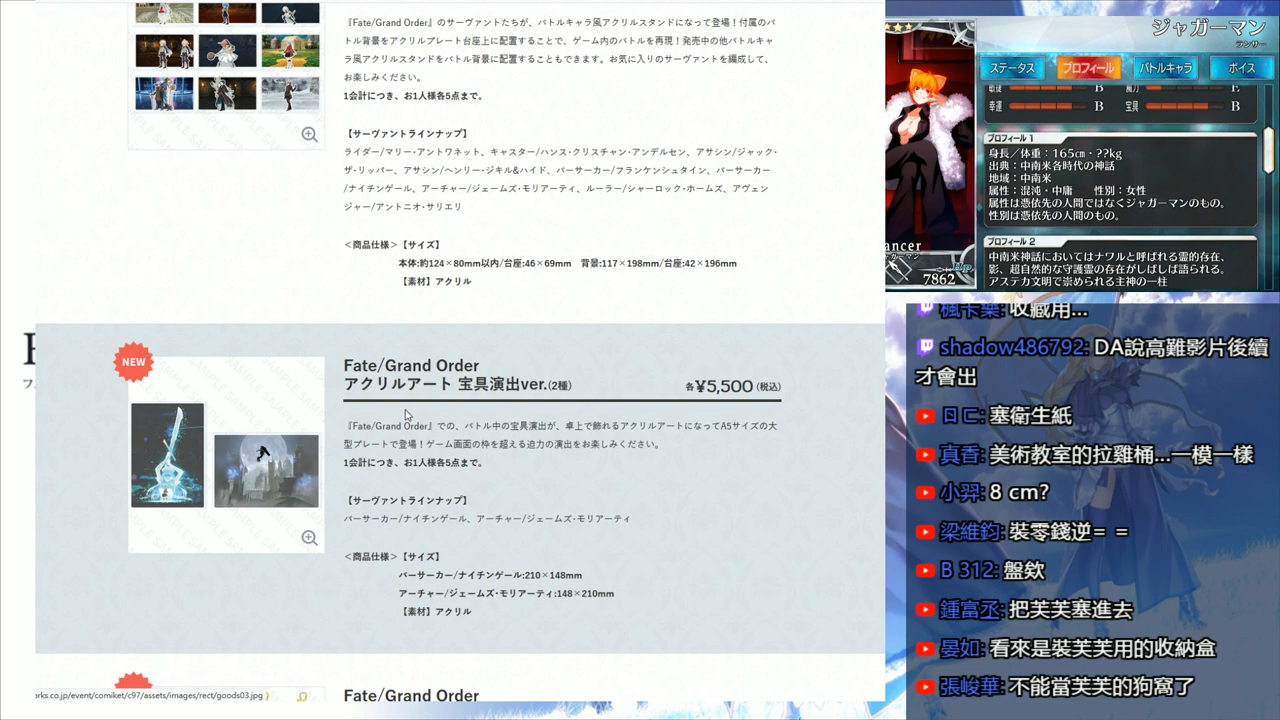 『Fate/Grand Order』のサーヴァントたちが、バトルキャラ風アクリルスタンドになって登場！付属のバ
トル背景をアクリルプレート台座上に配置することで、ゲーム内のバトルを再現！発売中の他バトルキャ
ラ風アクリルスタンドをバトル背景に配置することもできます。お気に入りのサーヴァントを編成して、
お楽しみください。
1会計につき、お1人様各5点まで。
【サーヴァントラインナップ】
ライダー/マリー･アントワネット、キャスター/ハンス･クリスチャン･アンデルセン、アサシン/ジャック･
ザ･リッパー、アサシン/ヘンリー･ジキル&ハイド、バーサーカー/フランケンシュタイン、バーサーカー
/ナイチンゲール、アーチャー/ジェームズ･モリアーティ、ルーラー/シャーロック･ホームズ、アヴェン
ジャー/アントニオ･サリエリ
＜商品仕様＞【サイズ】
本体:約124×80mm以内/台座:46×69mm　背景:117×198mm/台座:42×196mm
【素材】アクリル
NEW
Fate/Grand Order
アクリルアート 宝具演出ver.(2種)
各¥5,500 (税込)
『Fate/Grand Order』での、バトル中の宝具演出が、卓上で飾れるアクリルアートになってA5サイズの大
型プレートで登場！ゲーム画面の枠を超える迫力の演出をお楽しみください。
1会計につき、お1人様各5点まで。
【サーヴァントラインナップ】
バーサーカー/ナイチンゲール、アーチャー/ジェームズ･モリアーティ
＜商品仕様＞【サイズ】
バーサーカー/ナイチンゲール:210×148mm
アーチャー/ジェームズ･モリアーティ:148×210mm
【素材】アクリル
Fate/Grand Order
orks.co.jp/event/comiket/c97/assets/images/rect/goods03.jpg
ジャガーマン
ランサー
ステータス
プロフィール
バトルキャラ
ボイス
敏捷 B 魔力 E
幸運 B 宝具 B
プロフィール 1
身長／体重：165cm・??kg
出典：中南米各時代の神話
地域：中南米
属性：混沌・中庸　　性別：女性
属性は憑依先の人間ではなくジャガーマンのもの。
性別は憑依先の人間のもの。
プロフィール 2
中南米神話においてはナワルと呼ばれる霊的存在、
影、超自然的な守護霊の存在がしばしば語られる。
アステカ文明で崇められる主神の一柱
ancer
ガーマン
7862
楓卡藥: 收藏用...
shadow486792: DA說高難影片後續
才會出
日匚: 塞衛生紙
真香: 美術教室的垃雞桶...一模一樣
小羿: 8 cm?
梁維鈞: 裝零錢逆= =
B 312: 盤欸
鍾富丞: 把芙芙塞進去
晏如: 看來是裝芙芙用的收納盒
張峻華: 不能當芙芙的狗窩了